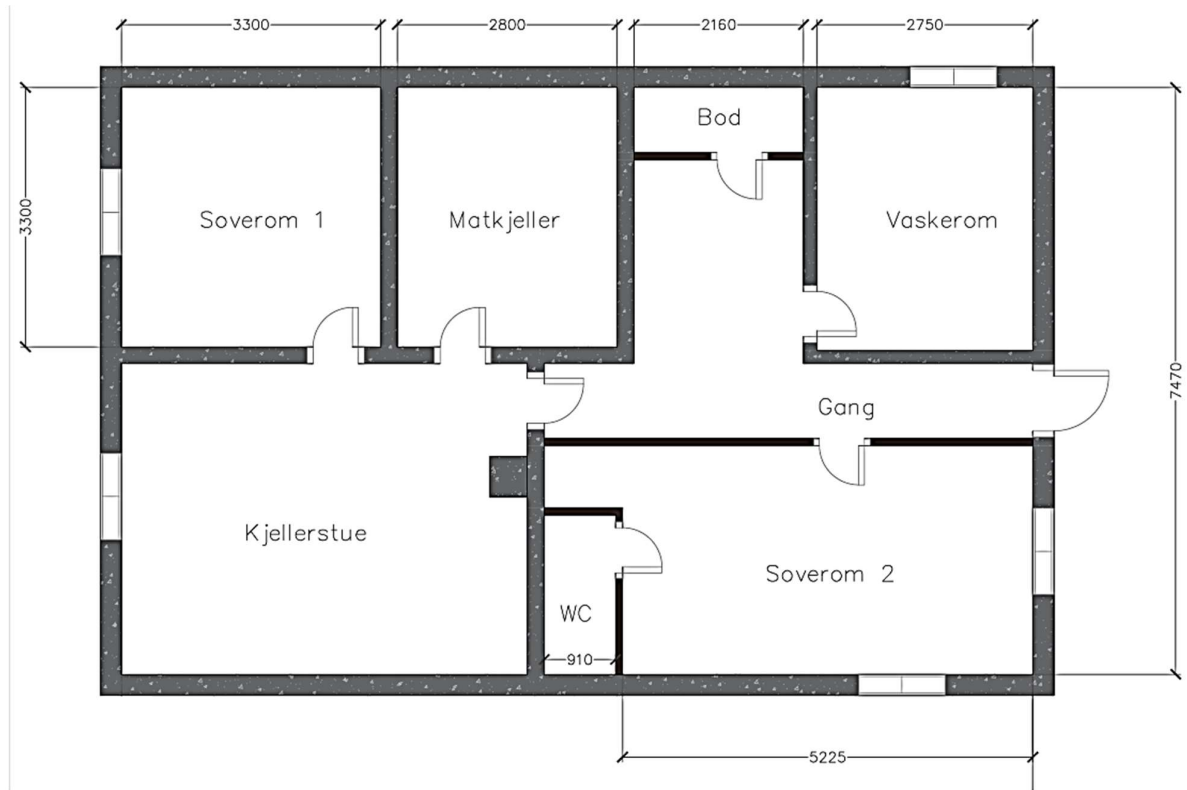 3300 2800 2160 2750
Bod
3300
Soverom 1 Matkjeller Vaskerom
7470
Gang
Kjellerstue
Soverom 2
WC
910
5225